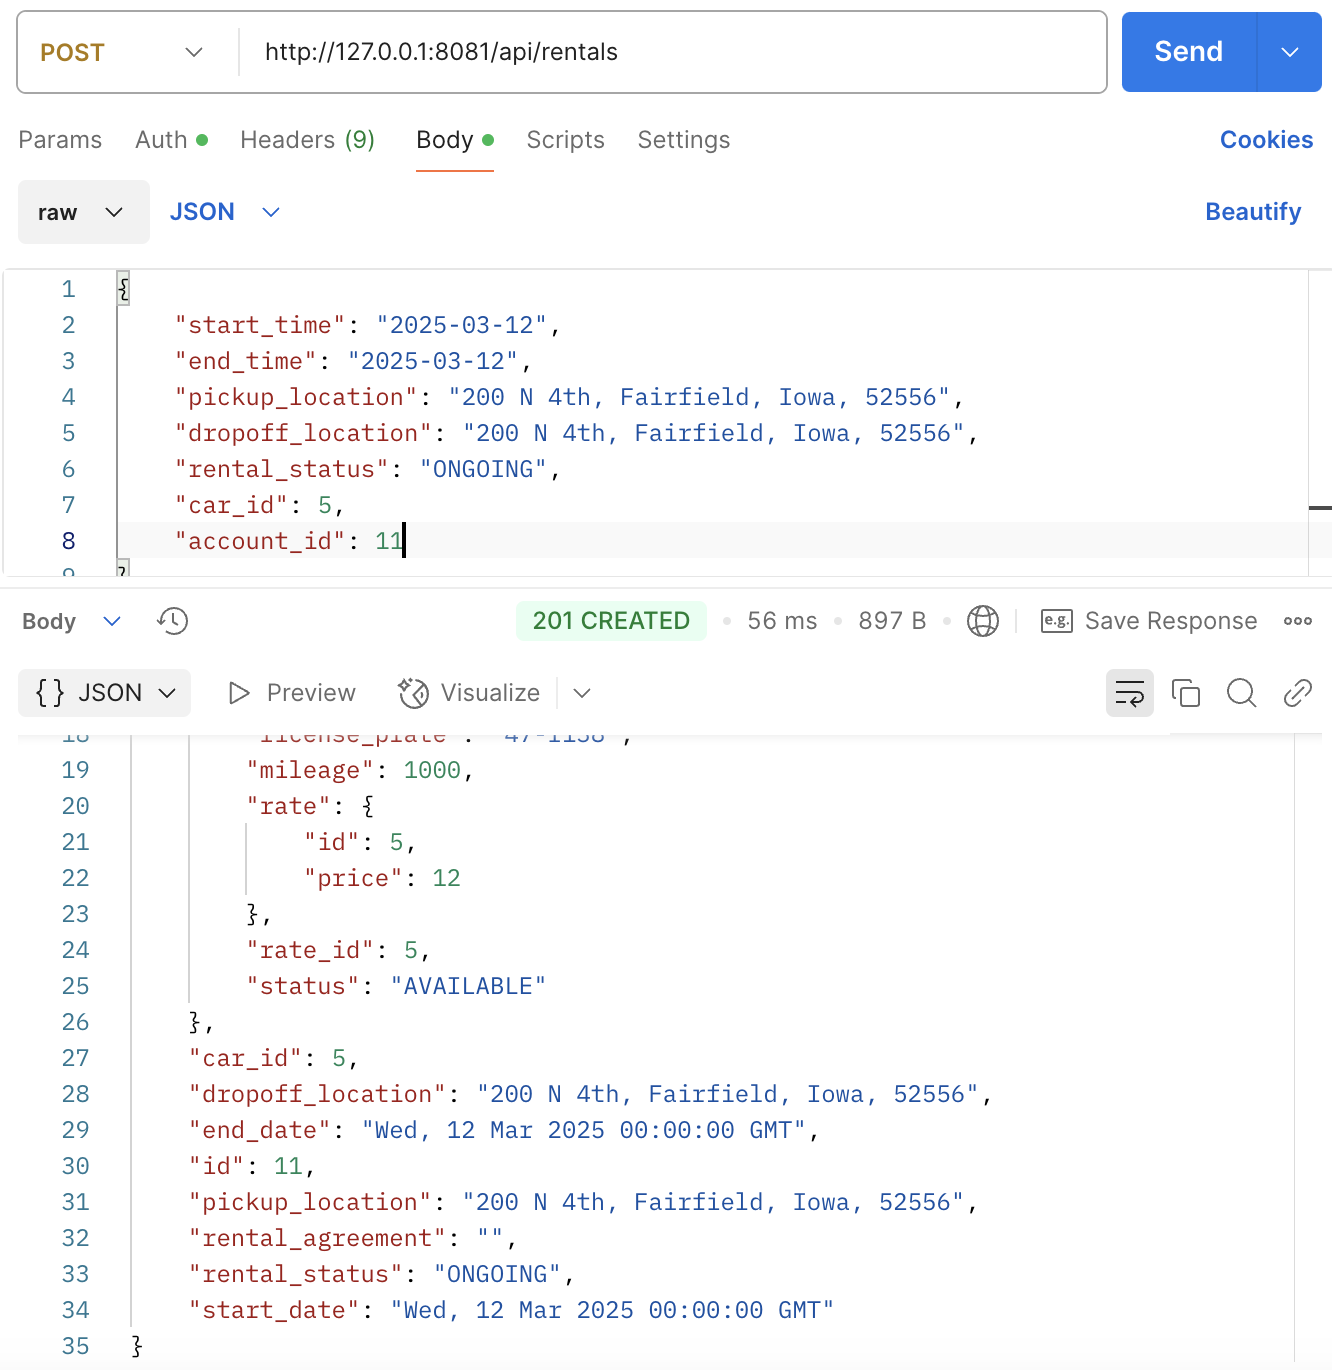 POST http://127.0.0.1:8081/api/rentals Send
Params Auth Headers (9) Body Scripts Settings Cookies
raw JSON Beautify
1 {
2 "start_time": "2025-03-12",
3 "end_time": "2025-03-12",
4 "pickup_location": "200 N 4th, Fairfield, Iowa, 52556",
5 "dropoff_location": "200 N 4th, Fairfield, Iowa, 52556",
6 "rental_status": "ONGOING",
7 "car_id": 5,
8 "account_id": 11
9 }
Body 201 CREATED 56 ms 897 B e.g. Save Response
{} JSON Preview Visualize
18 "license_plate":
19 "mileage": 1000,
20 "rate": {
21 "id": 5,
22 "price": 12
23 },
24 "rate_id": 5,
25 "status": "AVAILABLE"
26 },
27 "car_id": 5,
28 "dropoff_location": "200 N 4th, Fairfield, Iowa, 52556",
29 "end_date": "Wed, 12 Mar 2025 00:00:00 GMT",
30 "id": 11,
31 "pickup_location": "200 N 4th, Fairfield, Iowa, 52556",
32 "rental_agreement": "",
33 "rental_status": "ONGOING",
34 "start_date": "Wed, 12 Mar 2025 00:00:00 GMT"
35 }